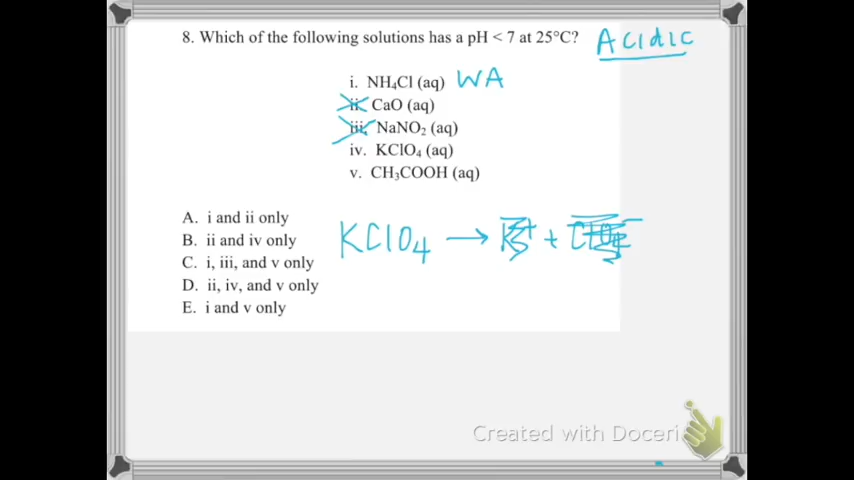 8. Which of the following solutions has a pH < 7 at 25°C? Acidic
i. NH₄Cl (aq) WA
ii. CaO (aq)
iii. NaNO₂ (aq)
iv. KClO₄ (aq)
v. CH₃COOH (aq)
A. i and ii only
B. ii and iv only
C. i, iii, and v only
D. ii, iv, and v only
E. i and v only
KClO₄ → K⁺ + ClO₄⁻
Created with Doceri